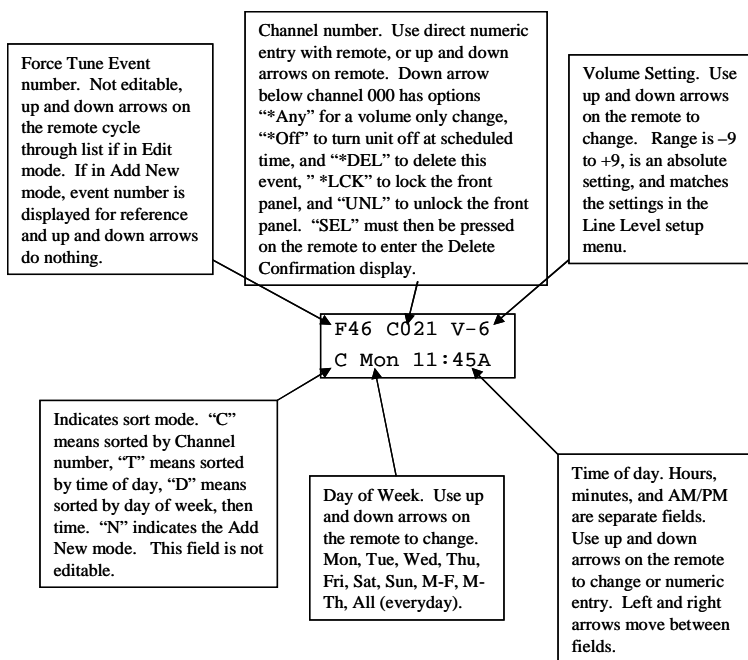 Force Tune Event
number. Not editable,
up and down arrows on
the remote cycle
through list if in Edit
mode. If in Add New
mode, event number is
displayed for reference
and up and down arrows
do nothing.
Channel number. Use direct numeric
entry with remote, or up and down
arrows on remote. Down arrow
below channel 000 has options
“*Any” for a volume only change,
“*Off” to turn unit off at scheduled
time, and “*DEL” to delete this
event, ” *LCK” to lock the front
panel, and “UNL” to unlock the front
panel. “SEL” must then be pressed
on the remote to enter the Delete
Confirmation display.
Volume Setting. Use
up and down arrows
on the remote to
change. Range is –9
to +9, is an absolute
setting, and matches
the settings in the
Line Level setup
menu.
F46 C021 V-6
C Mon 11:45A
Indicates sort mode. “C”
means sorted by Channel
number, “T” means sorted
by time of day, “D” means
sorted by day of week, then
time. “N” indicates the Add
New mode. This field is not
editable.
Day of Week. Use up
and down arrows on
the remote to change.
Mon, Tue, Wed, Thu,
Fri, Sat, Sun, M-F, M-
Th, All (everyday).
Time of day. Hours,
minutes, and AM/PM
are separate fields.
Use up and down
arrows on the remote
to change or numeric
entry. Left and right
arrows move between
fields.